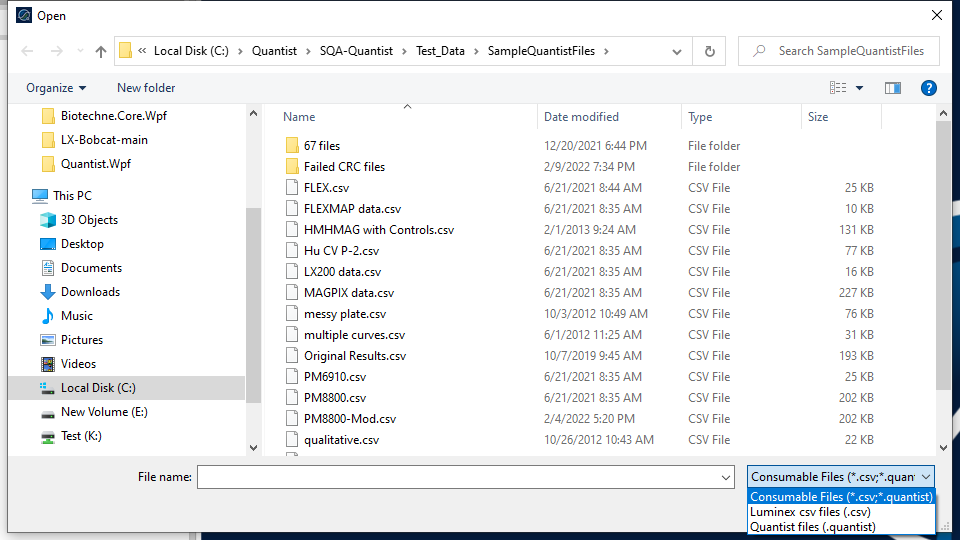 Open
« Local Disk (C:) > Quantist > SQA-Quantist > Test_Data > SampleQuantistFiles >
Search SampleQuantistFiles
Organize
New folder
Biotechne.Core.Wpf
LX-Bobcat-main
Quantist.Wpf
This PC
3D Objects
Desktop
Documents
Downloads
Music
Pictures
Videos
Local Disk (C:)
New Volume (E:)
Test (K:)
Name Date modified Type Size
67 files 12/20/2021 6:44 PM File folder
Failed CRC files 2/9/2022 7:34 PM File folder
FLEX.csv 6/21/2021 8:44 AM CSV File 25 KB
FLEXMAP data.csv 6/21/2021 8:35 AM CSV File 10 KB
HMHMAG with Controls.csv 2/1/2013 9:24 AM CSV File 131 KB
Hu CV P-2.csv 6/21/2021 8:35 AM CSV File 77 KB
LX200 data.csv 6/21/2021 8:35 AM CSV File 16 KB
MAGPIX data.csv 6/21/2021 8:35 AM CSV File 227 KB
messy plate.csv 10/3/2012 10:49 AM CSV File 76 KB
multiple curves.csv 6/1/2012 11:25 AM CSV File 31 KB
Original Results.csv 10/7/2019 9:45 AM CSV File 193 KB
PM6910.csv 6/21/2021 8:35 AM CSV File 25 KB
PM8800.csv 6/21/2021 8:35 AM CSV File 202 KB
PM8800-Mod.csv 2/4/2022 5:20 PM CSV File 202 KB
qualitative.csv 10/26/2012 10:43 AM CSV File 22 KB
File name:
Consumable Files (*.csv;*.quant
Consumable Files (*.csv;*.quantist)
Luminex csv files (.csv)
Quantist files (.quantist)